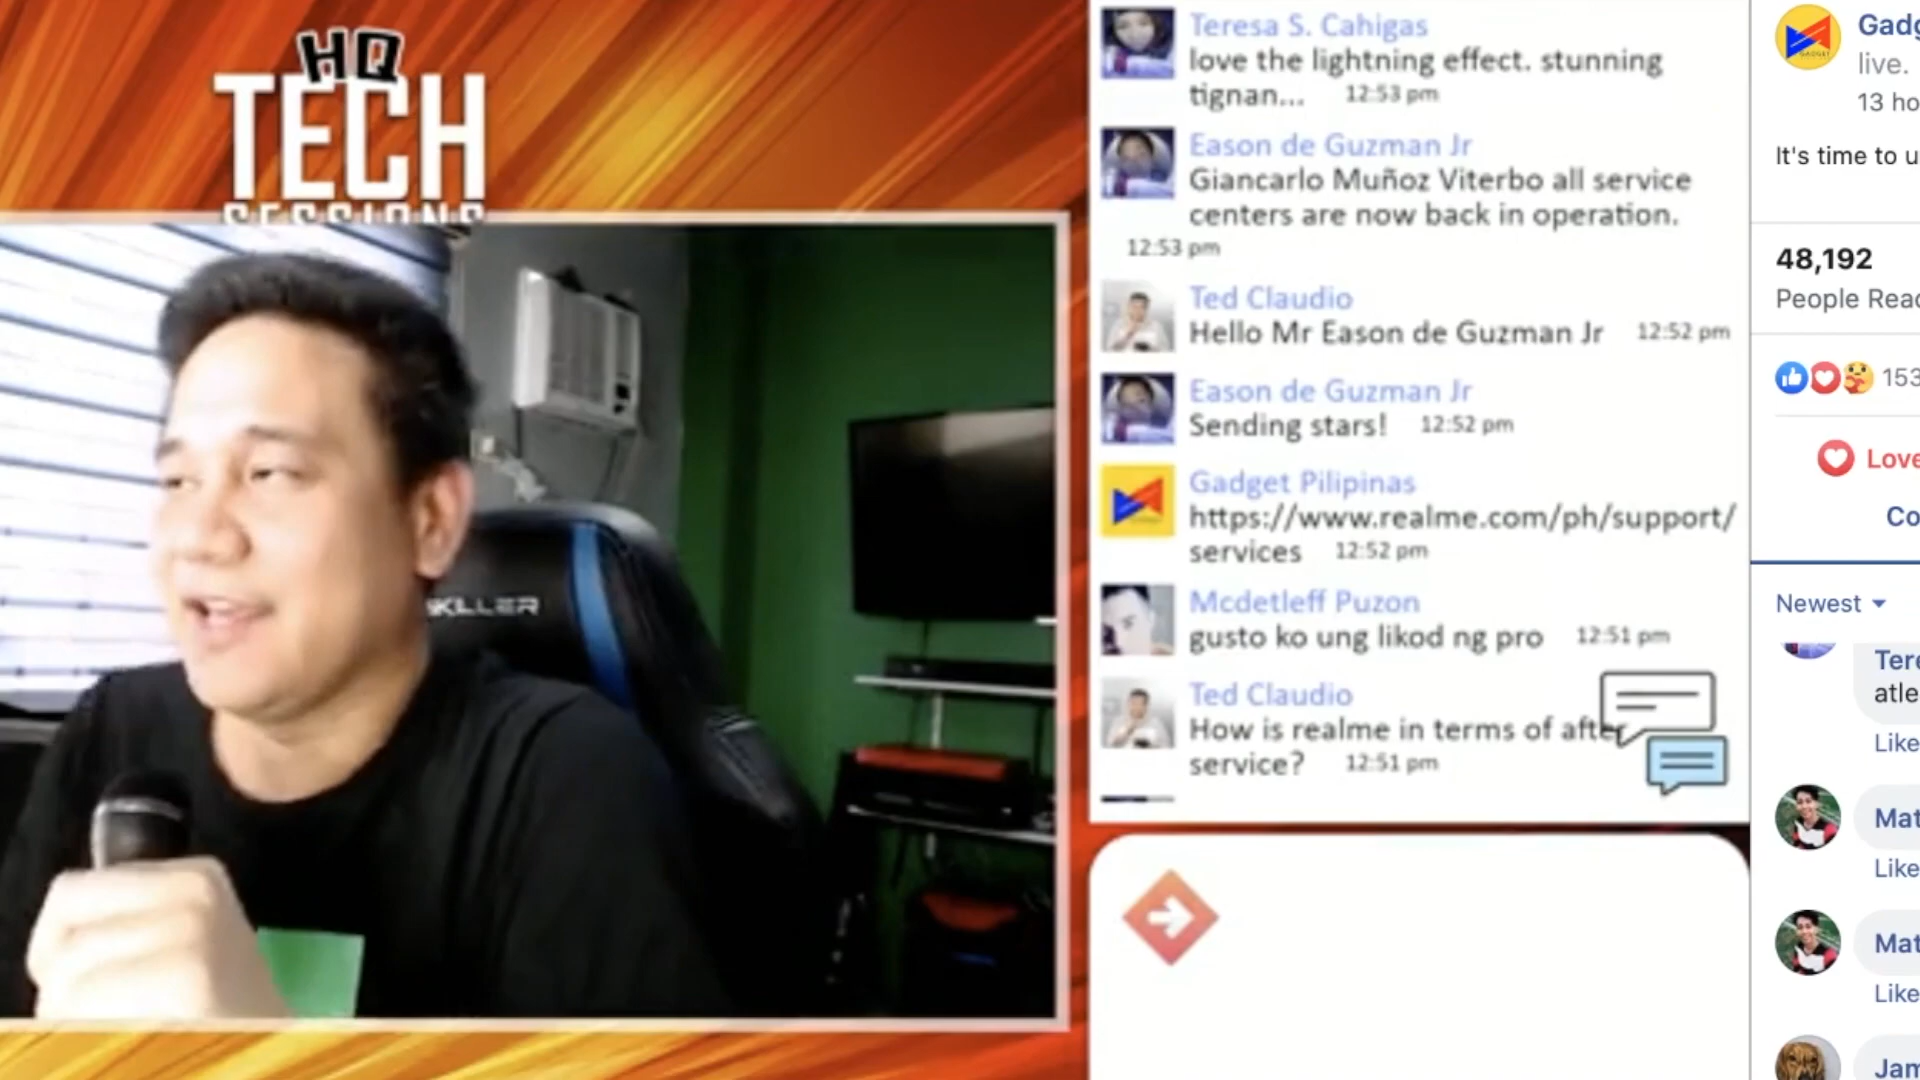 HQ
TECH
SESSIONS
KILLER
Teresa S. Cahigas
love the lightning effect. stunning
tignan... 12:53 pm
Eason de Guzman Jr
Giancarlo Muñoz Viterbo all service
centers are now back in operation.
12:53 pm
Ted Claudio
Hello Mr Eason de Guzman Jr 12:52 pm
Eason de Guzman Jr
Sending stars! 12:52 pm
Gadget Pilipinas
https://www.realme.com/ph/support/
services 12:52 pm
Mcdetleff Puzon
gusto ko ung likod ng pro 12:51 pm
Ted Claudio
How is realme in terms of after
service? 12:51 pm
Gadg
live.
13 ho
It's time to u
48,192
People Reac
153
Love
Co
Newest
Tere
atle
Like
Mat
Like
Mat
Like
Jam